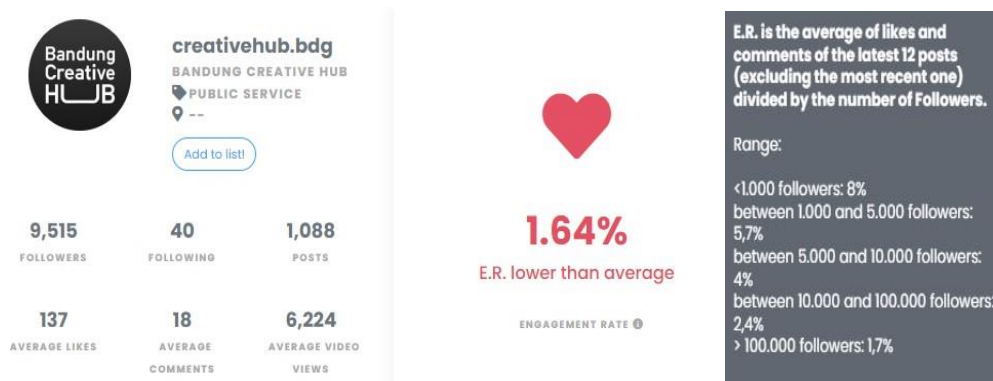 Bandung
Creative
HUB
creativehub.bdg
BANDUNG CREATIVE HUB
PUBLIC SERVICE
--
Add to list!
9,515
FOLLOWERS
40
FOLLOWING
1,088
POSTS
137
AVERAGE LIKES
18
AVERAGE
COMMENTS
6,224
AVERAGE VIDEO
VIEWS
1.64%
E.R. lower than average
ENGAGEMENT RATE
E.R. is the average of likes and
comments of the latest 12 posts
(excluding the most recent one)
divided by the number of Followers.
Range:
<1.000 followers: 8%
between 1.000 and 5.000 followers:
5,7%
between 5.000 and 10.000 followers:
4%
between 10.000 and 100.000 followers:
2,4%
> 100.000 followers: 1,7%